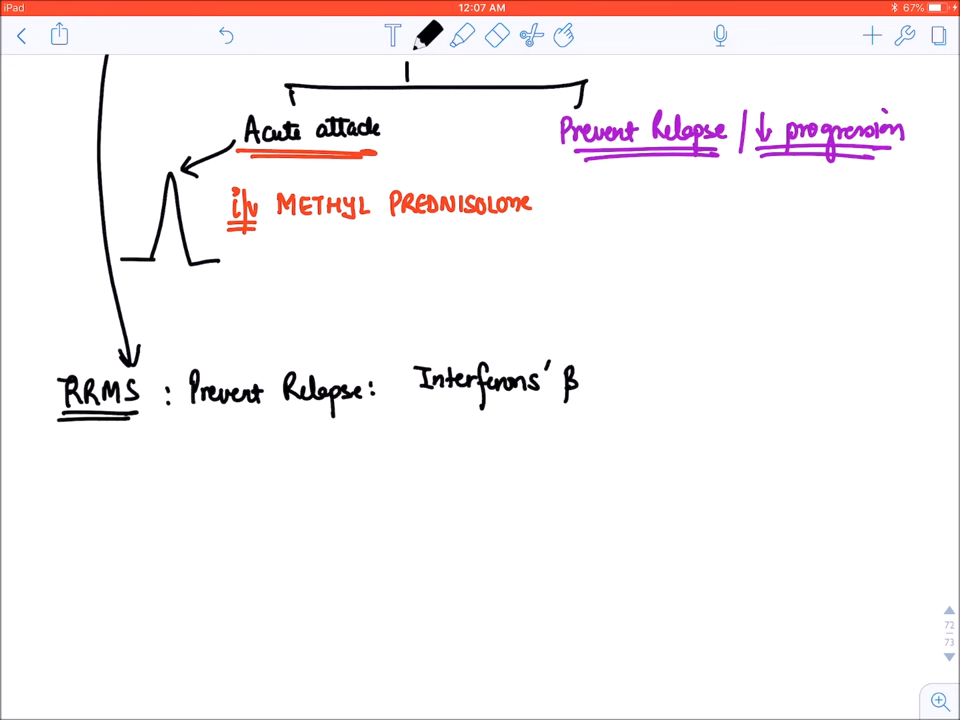 iPad 12:07 AM 67%
T
Acute attack Prevent Relapse / ↓ progression
i/v METHYL PREDNISOLONE
RRMS : Prevent Relapse: Interferons' β
72
73